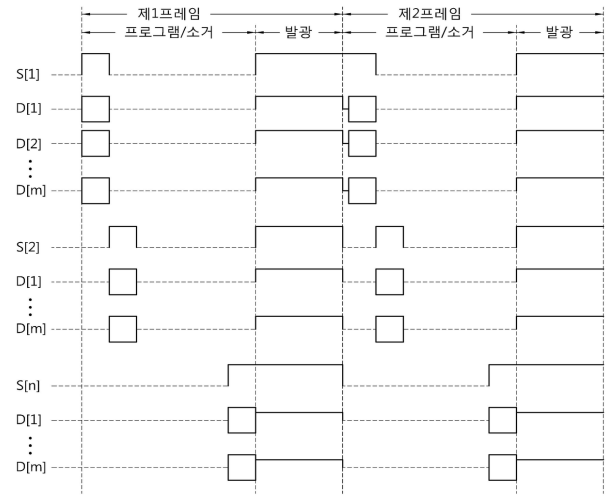 제1프레임 제2프레임
프로그램/소거 발광 프로그램/소거 발광
S[1]
D[1]
D[2]
D[m]
S[2]
D[1]
D[m]
S[n]
D[1]
D[m]